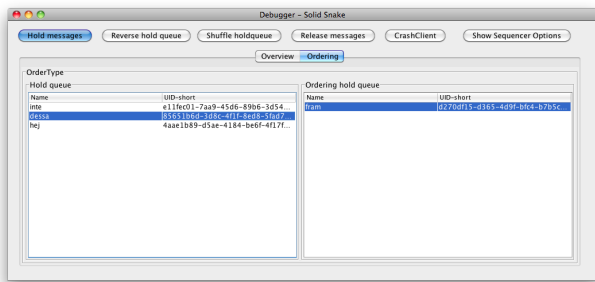 Debugger – Solid Snake
Hold messages Reverse hold queue Shuffle holdqueue Release messages CrashClient Show Sequencer Options
Overview Ordering
OrderType
Hold queue Ordering hold queue
Name UID-short Name UID-short
inte e11fec01-7aa9-45d6-89b6-3d54... fram d270df15-d365-4d9f-bfc4-b7b5c...
dessa 85651b6d-3d8c-4f1f-8ed8-5fad7...
hej 4aae1b89-d5ae-4184-be6f-4f17f...